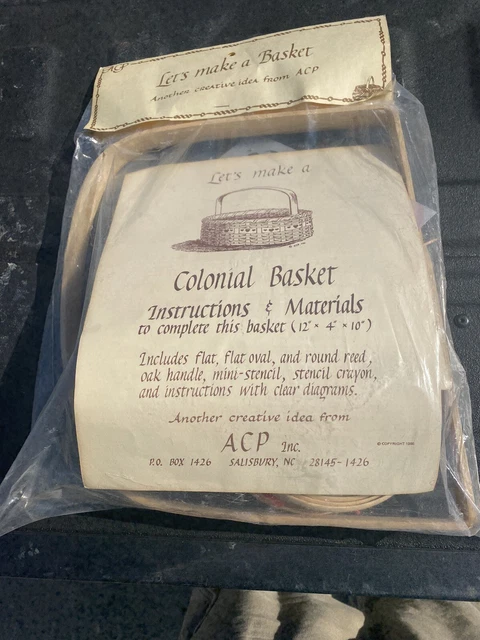 ACP
Let's make a Basket
Another creative idea from ACP
Let's make a
Colonial Basket
Instructions & Materials
to complete this basket (12" × 4" × 10")
Includes flat, flat oval, and round reed,
oak handle, mini-stencil, stencil crayon,
and instructions with clear diagrams.
Another creative idea from
ACP Inc.
© COPYRIGHT
P.O. BOX 1426 SALISBURY, NC 28145-1426